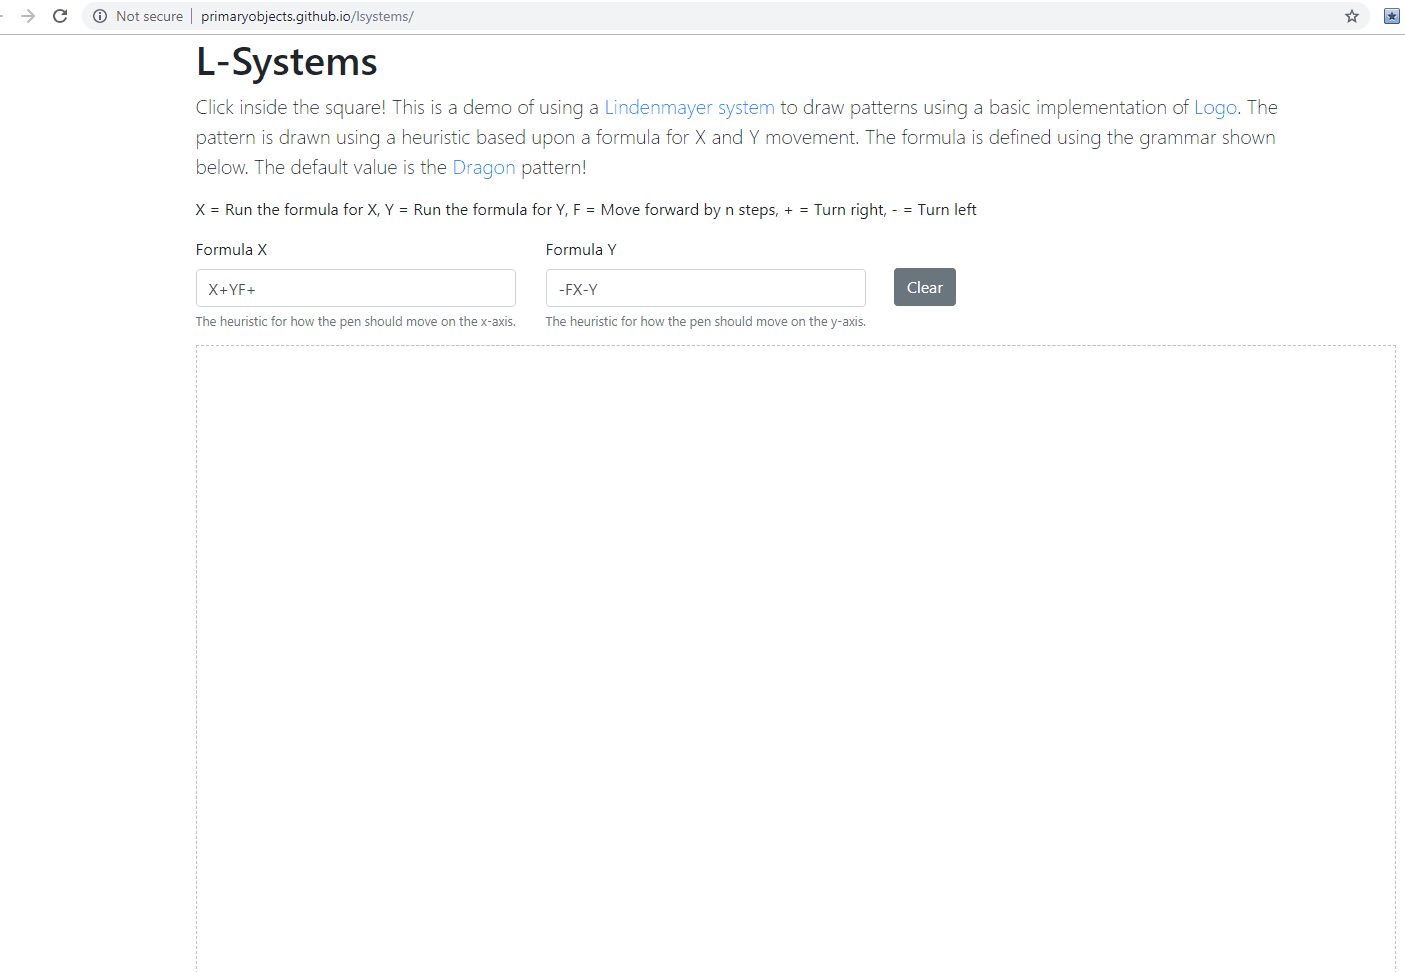 Not secure | primaryobjects.github.io/lsystems/
L-Systems
Click inside the square! This is a demo of using a Lindenmayer system to draw patterns using a basic implementation of Logo. The
pattern is drawn using a heuristic based upon a formula for X and Y movement. The formula is defined using the grammar shown
below. The default value is the Dragon pattern!
X = Run the formula for X, Y = Run the formula for Y, F = Move forward by n steps, + = Turn right, - = Turn left
Formula X Formula Y
X+YF+ -FX-Y Clear
The heuristic for how the pen should move on the x-axis. The heuristic for how the pen should move on the y-axis.